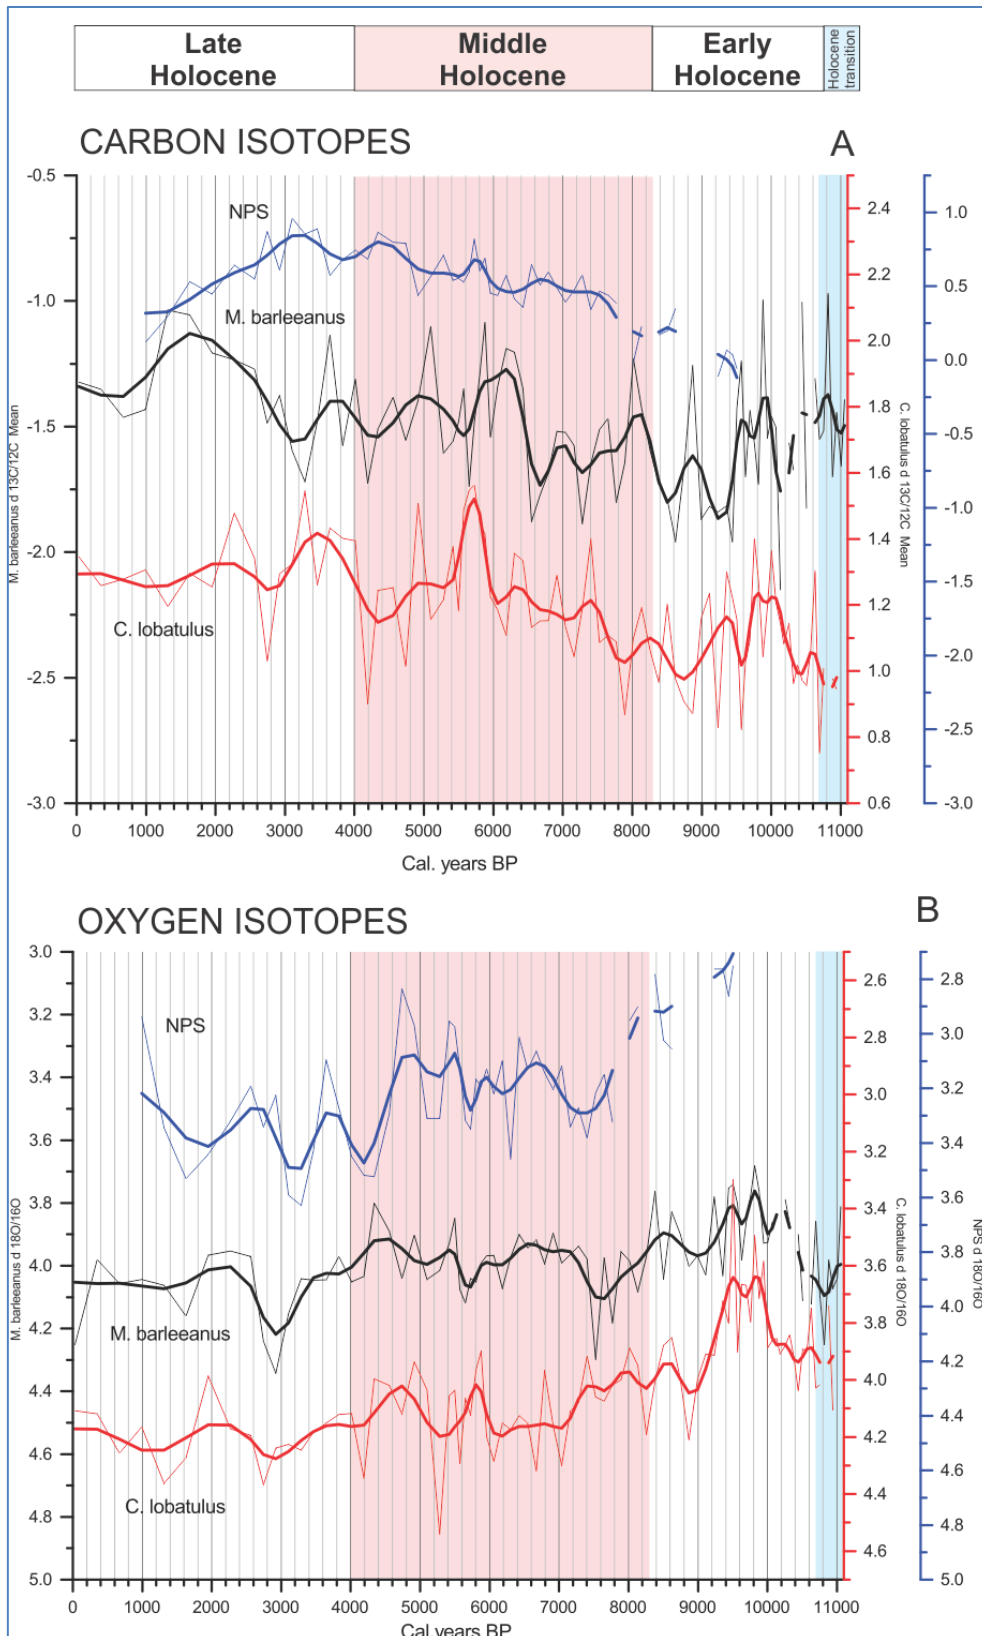 Late
Holocene
Middle
Holocene
Early
Holocene
Holocene
transition
CARBON ISOTOPES
A
-0.5
-1.0
-1.5
-2.0
-2.5
-3.0
M. barleeanus d 13C/12C Mean
NPS
M. barleeanus
C. lobatulus
2.4
2.2
2.0
1.8
1.6
1.4
1.2
1.0
0.8
0.6
C. lobatulus d 13C/12C Mean
1.0
0.5
0.0
-0.5
-1.0
-1.5
-2.0
-2.5
-3.0
0 1000 2000 3000 4000 5000 6000 7000 8000 9000 10000 11000
Cal. years BP
OXYGEN ISOTOPES
B
3.0
3.2
3.4
3.6
3.8
4.0
4.2
4.4
4.6
4.8
5.0
M. barleeanus d 18O/16O
NPS
M. barleeanus
C. lobatulus
2.6
2.8
3.0
3.2
3.4
3.6
3.8
4.0
4.2
4.4
4.6
C. lobatulus d 18O/16O
2.8
3.0
3.2
3.4
3.6
3.8
4.0
4.2
4.4
4.6
4.8
5.0
NPS d 18O/16O
0 1000 2000 3000 4000 5000 6000 7000 8000 9000 10000 11000
Cal years BP